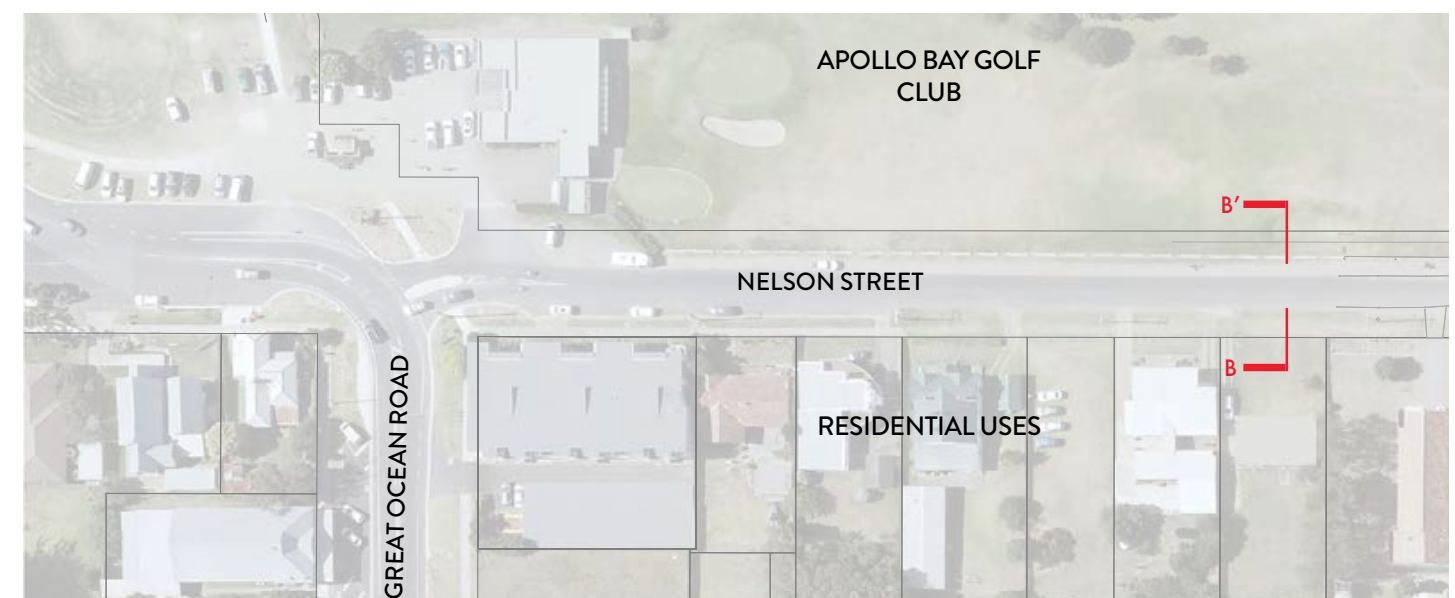 APOLLO BAY GOLF
CLUB
B'
NELSON STREET
B
GREAT OCEAN ROAD
RESIDENTIAL USES